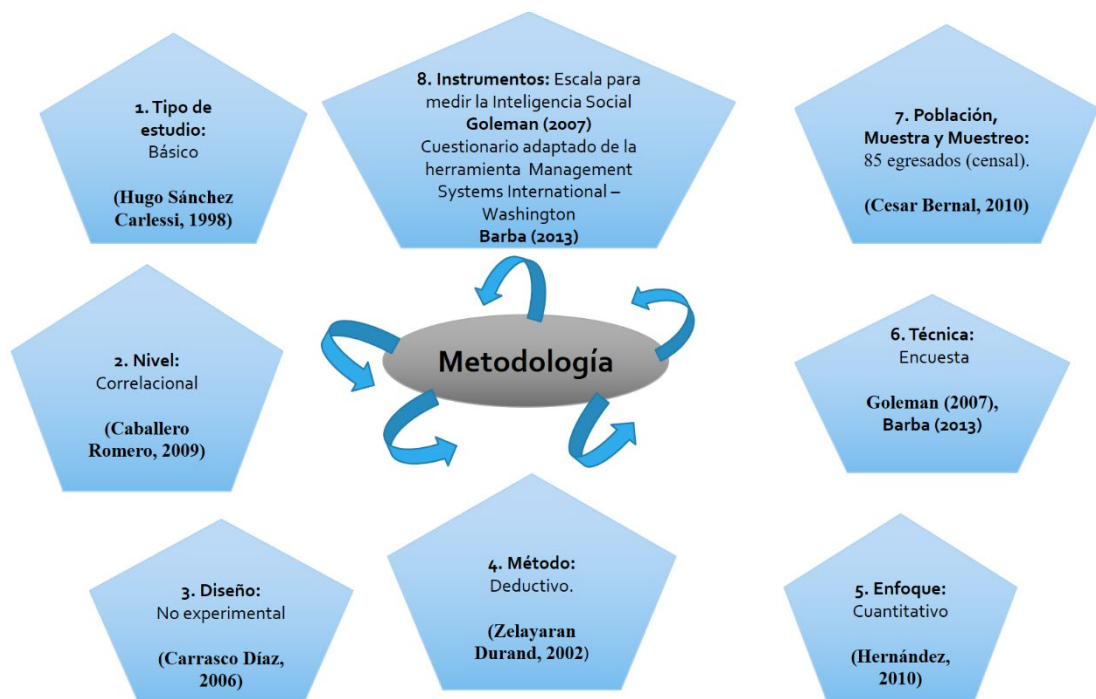 1. Tipo de
estudio:
Básico
(Hugo Sánchez
Carlessi, 1998)
8. Instrumentos: Escala para
medir la Inteligencia Social
Goleman (2007)
Cuestionario adaptado de la
herramienta Management
Systems International –
Washington
Barba (2013)
7. Población,
Muestra y Muestreo:
85 egresados (censal).
(Cesar Bernal, 2010)
2. Nivel:
Correlacional
(Caballero
Romero, 2009)
Metodología
6. Técnica:
Encuesta
Goleman (2007),
Barba (2013)
3. Diseño:
No experimental
(Carrasco Díaz,
2006)
4. Método:
Deductivo.
(Zelayaran
Durand, 2002)
5. Enfoque:
Cuantitativo
(Hernández,
2010)